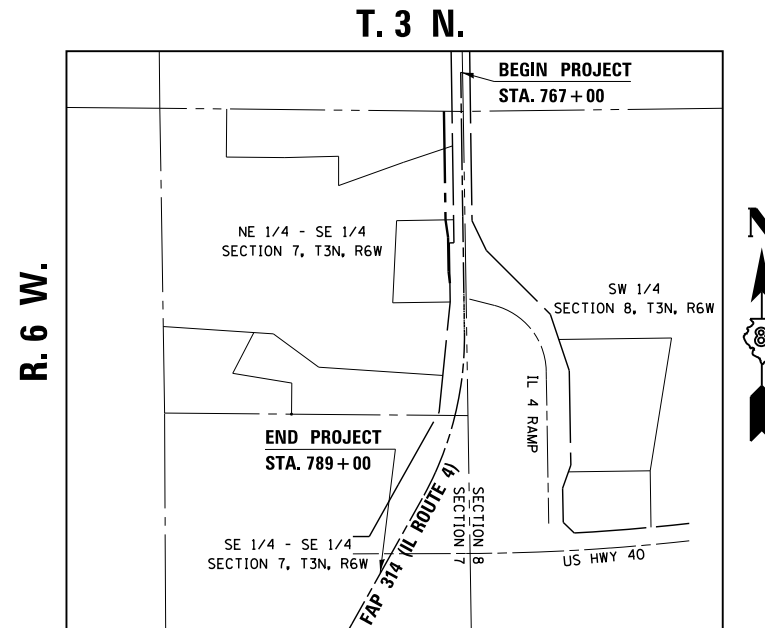 T. 3 N.
BEGIN PROJECT
STA. 767+00
NE 1/4 - SE 1/4
SECTION 7, T3N, R6W
N
R. 6 W.
SW 1/4
SECTION 8, T3N, R6W
IL 4 RAMP
END PROJECT
STA. 789+00
FAP 314 (IL ROUTE 4)
SECTION 7
SECTION 8
SE 1/4 - SE 1/4
SECTION 7, T3N, R6W
US HWY 40